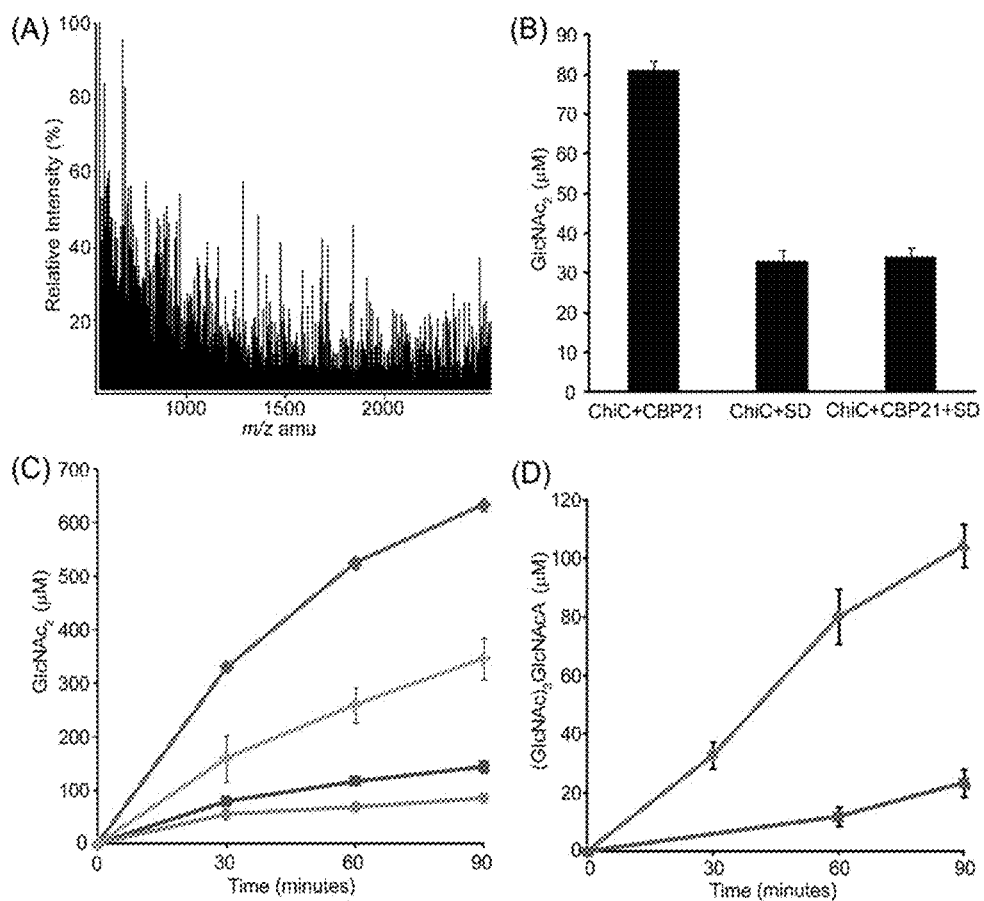 (A)
100
80
60
40
20
Relative Intensity (%)
1000
1500
2000
m/z amu
(B)
90
80
70
60
50
40
30
20
10
0
GlcNAc₂ (μM)
ChiC+CBP21
ChiC+SD
ChiC+CBP21+SD
(C)
700
600
500
400
300
200
100
0
GlcNAc₂ (μM)
0
30
60
90
Time (minutes)
(D)
120
100
80
60
40
20
0
(GlcNAc)₃GlcNAcA (μM)
0
30
60
90
Time (minutes)